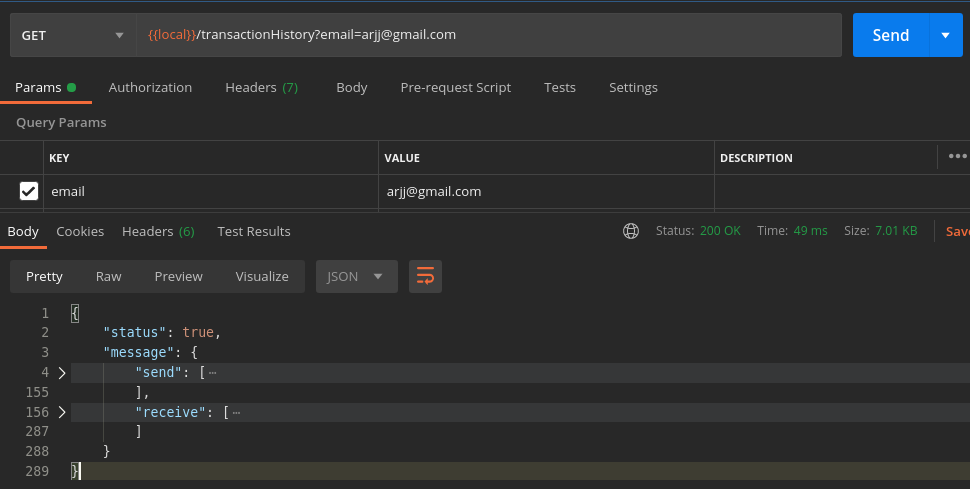 GET {{local}}/transactionHistory?email=arjj@gmail.com Send
Params Authorization Headers (7) Body Pre-request Script Tests Settings
Query Params
KEY VALUE DESCRIPTION •••
email arjj@gmail.com
Body Cookies Headers (6) Test Results Status: 200 OK Time: 49 ms Size: 7.01 KB Save
Pretty Raw Preview Visualize JSON
1 {
2 "status": true,
3 "message": {
4 "send": [ ⋯
155 ],
156 "receive": [ ⋯
287 ]
288 }
289 }